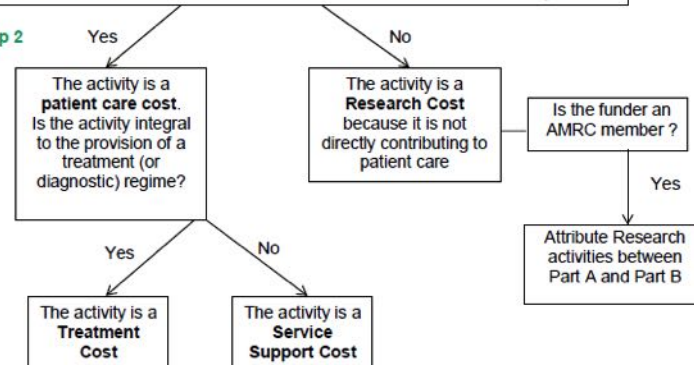 p 2
Yes
No
The activity is a
patient care cost.
Is the activity integral
to the provision of a
treatment (or
diagnostic) regime?
The activity is a
Research Cost
because it is not
directly contributing to
patient care
Is the funder an
AMRC member ?
Yes
Attribute Research
activities between
Part A and Part B
Yes
No
The activity is a
Treatment
Cost
The activity is a
Service
Support Cost